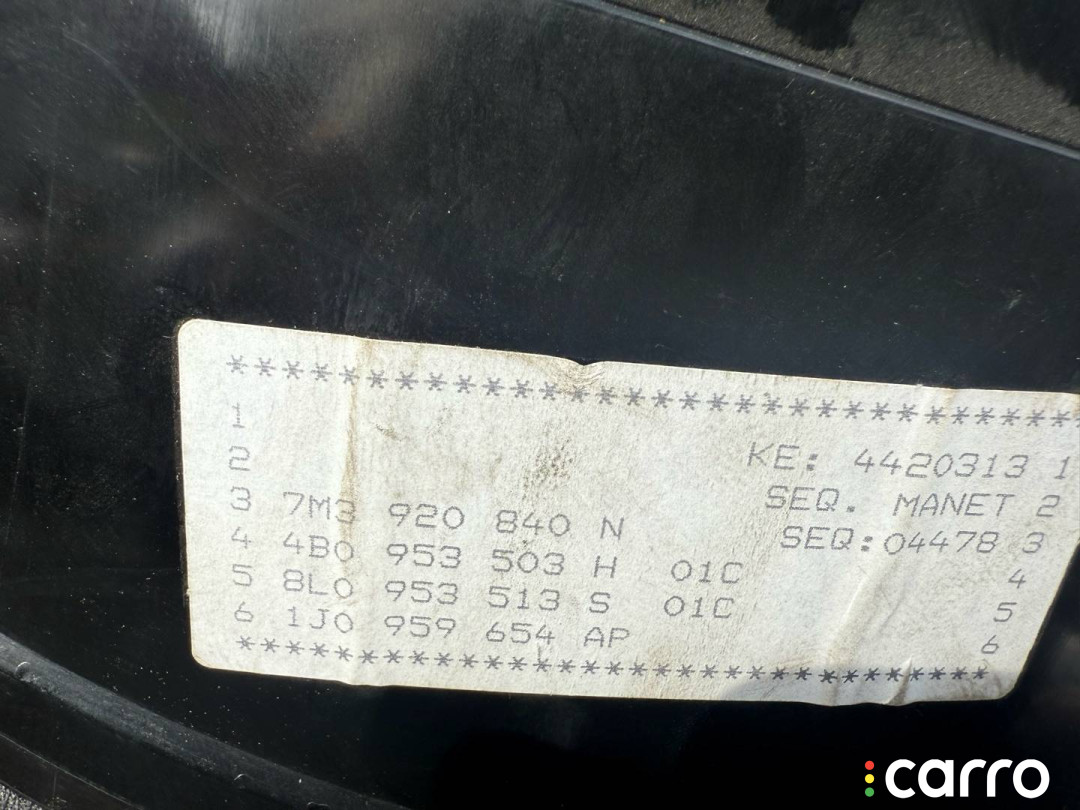 ******************************
1 KE: 4420313 1
2 SEQ. MANET 2
3 7M3 920 840 N SEQ:04478 3
4 4B0 953 503 H 01C 4
5 8L0 953 513 S 01C 5
6 1J0 959 654 AP 6
******************************
carro